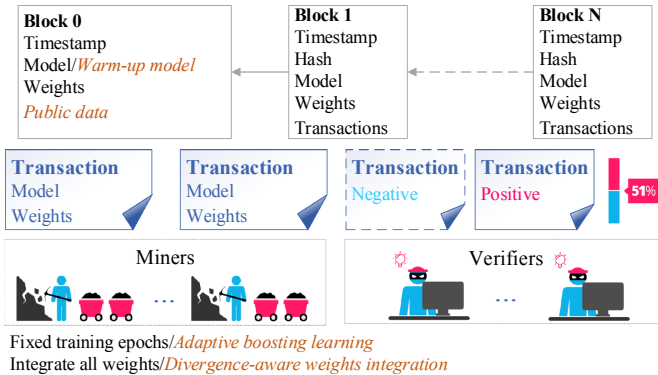 Block 0
Timestamp
Model/Warm-up model
Weights
Public data
Block 1
Timestamp
Hash
Model
Weights
Transactions
Block N
Timestamp
Hash
Model
Weights
Transactions
Transaction
Model
Weights
Transaction
Model
Weights
Transaction
Negative
Transaction
Positive
51%
Miners
...
Verifiers
...
Fixed training epochs/Adaptive boosting learning
Integrate all weights/Divergence-aware weights integration